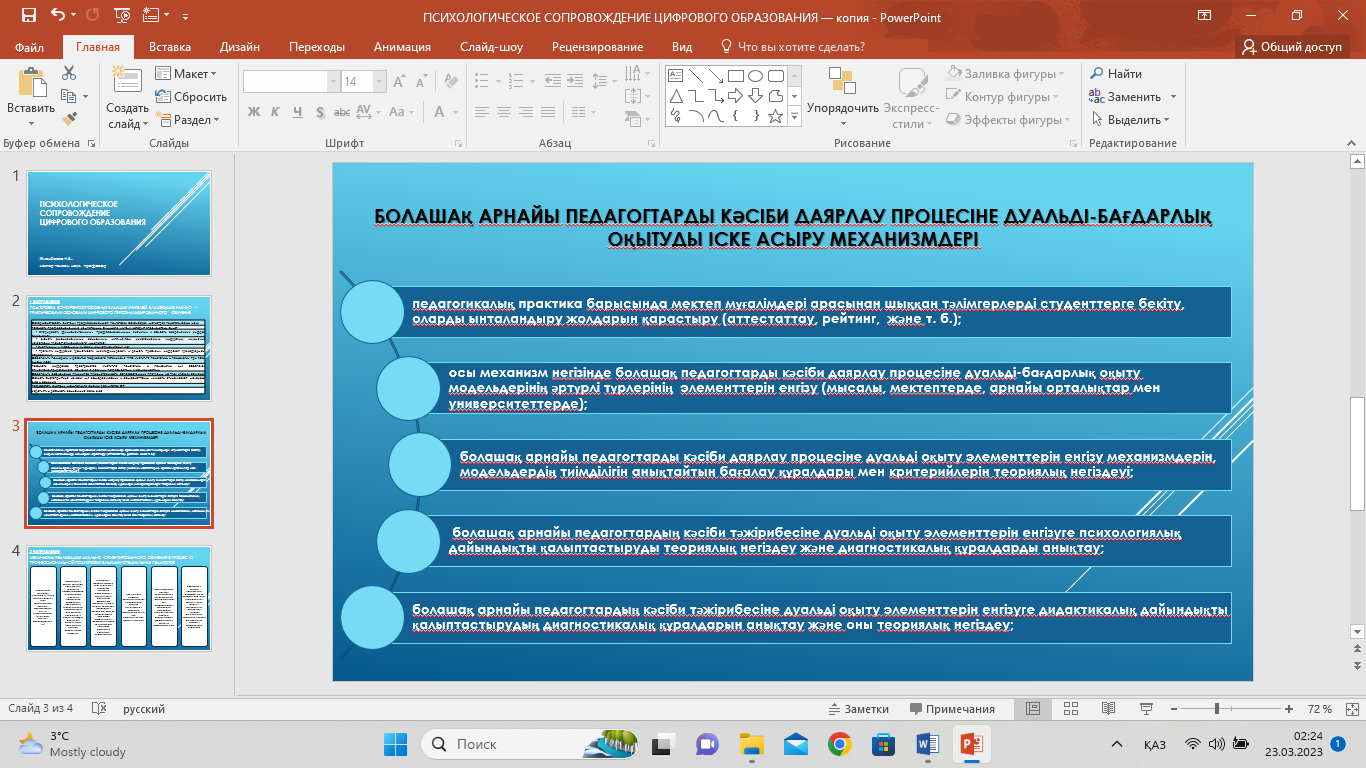 ПСИХОЛОГИЧЕСКОЕ СОПРОВОЖДЕНИЕ ЦИФРОВОГО ОБРАЗОВАНИЯ — копия - PowerPoint
Файл Главная Вставка Дизайн Переходы Анимация Слайд-шоу Рецензирование Вид Что вы хотите сделать? Общий доступ
Вставить
Создать слайд
Макет
Сбросить
Раздел
14
Ж К Ч S abc AV Aa А
Упорядочить
Экспресс-стили
Заливка фигуры
Контур фигуры
Эффекты фигуры
Найти
Заменить
Выделить
Буфер обмена Слайды Шрифт Абзац Рисование Редактирование
1
ПСИХОЛОГИЧЕСКОЕ
СОПРОВОЖДЕНИЕ
ЦИФРОВОГО ОБРАЗОВАНИЯ
2
3
4
БОЛАШАҚ АРНАЙЫ ПЕДАГОГТАРДЫ КӘСІБИ ДАЯРЛАУ ПРОЦЕСІНЕ ДУАЛЬДІ-БАҒДАРЛЫҚ
ОҚЫТУДЫ ІСКЕ АСЫРУ МЕХАНИЗМДЕРІ
педагогикалық практика барысында мектеп мұғалімдері арасынан шыққан тәлімгерлерді студенттерге бекіту,
оларды ынталандыру жолдарын қарастыру (аттестаттау, рейтинг, және т. б.);
осы механизм негізінде болашақ педагогтарды кәсіби даярлау процесіне дуальді-бағдарлық оқыту
модельдерінің әртүрлі түрлерінің элементтерін енгізу (мысалы, мектептерде, арнайы орталықтар мен
университеттерде);
болашақ арнайы педагогтарды кәсіби даярлау процесіне дуальді оқыту элементтерін енгізу механизмдерін,
модельдердің тиімділігін анықтайтын бағалау құралдары мен критерийлерін теориялық негіздеуі;
болашақ арнайы педагогтардың кәсіби тәжірибесіне дуальді оқыту элементтерін енгізуге психологиялық
дайындықты қалыптастыруды теориялық негіздеу және диагностикалық құралдарды анықтау;
болашақ арнайы педагогтардың кәсіби тәжірибесіне дуальді оқыту элементтерін енгізуге дидактикалық дайындықты
қалыптастырудың диагностикалық құралдарын анықтау және оны теориялық негіздеу;
Слайд 3 из 4 русский Заметки Примечания 72 %
3°C
Mostly cloudy
Поиск
ҚАЗ
02:24
23.03.2023
1